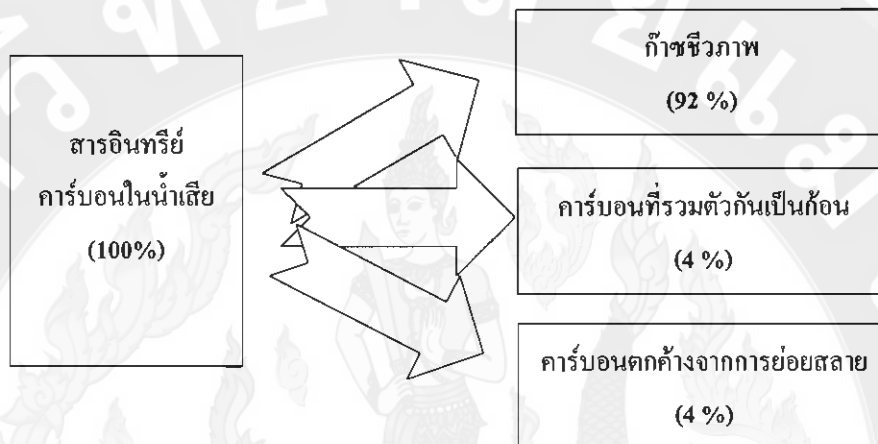 สารอินทรีย์
คาร์บอนในน้ำเสีย
(100%)
ก๊าซชีวภาพ
(92 %)
คาร์บอนที่รวมตัวกันเป็นก้อน
(4 %)
คาร์บอนตกค้างจากการย่อยสลาย
(4 %)